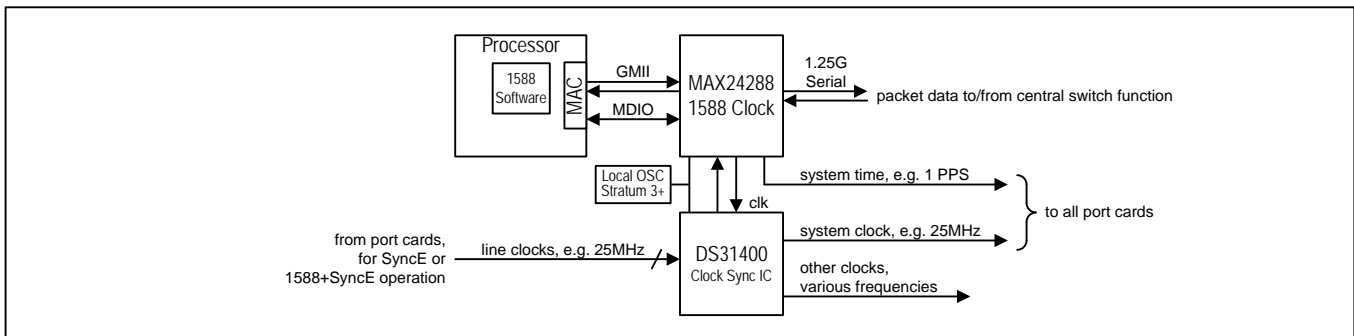 Processor
1588
Software
MAC
GMII
MDIO
MAX24288
1588 Clock
1.25G
Serial
packet data to/from central switch function
Local OSC
Stratum 3+
clk
system time, e.g. 1 PPS
system clock, e.g. 25MHz
to all port cards
from port cards,
for SyncE or
1588+SyncE operation
line clocks, e.g. 25MHz
DS31400
Clock Sync IC
other clocks,
various frequencies